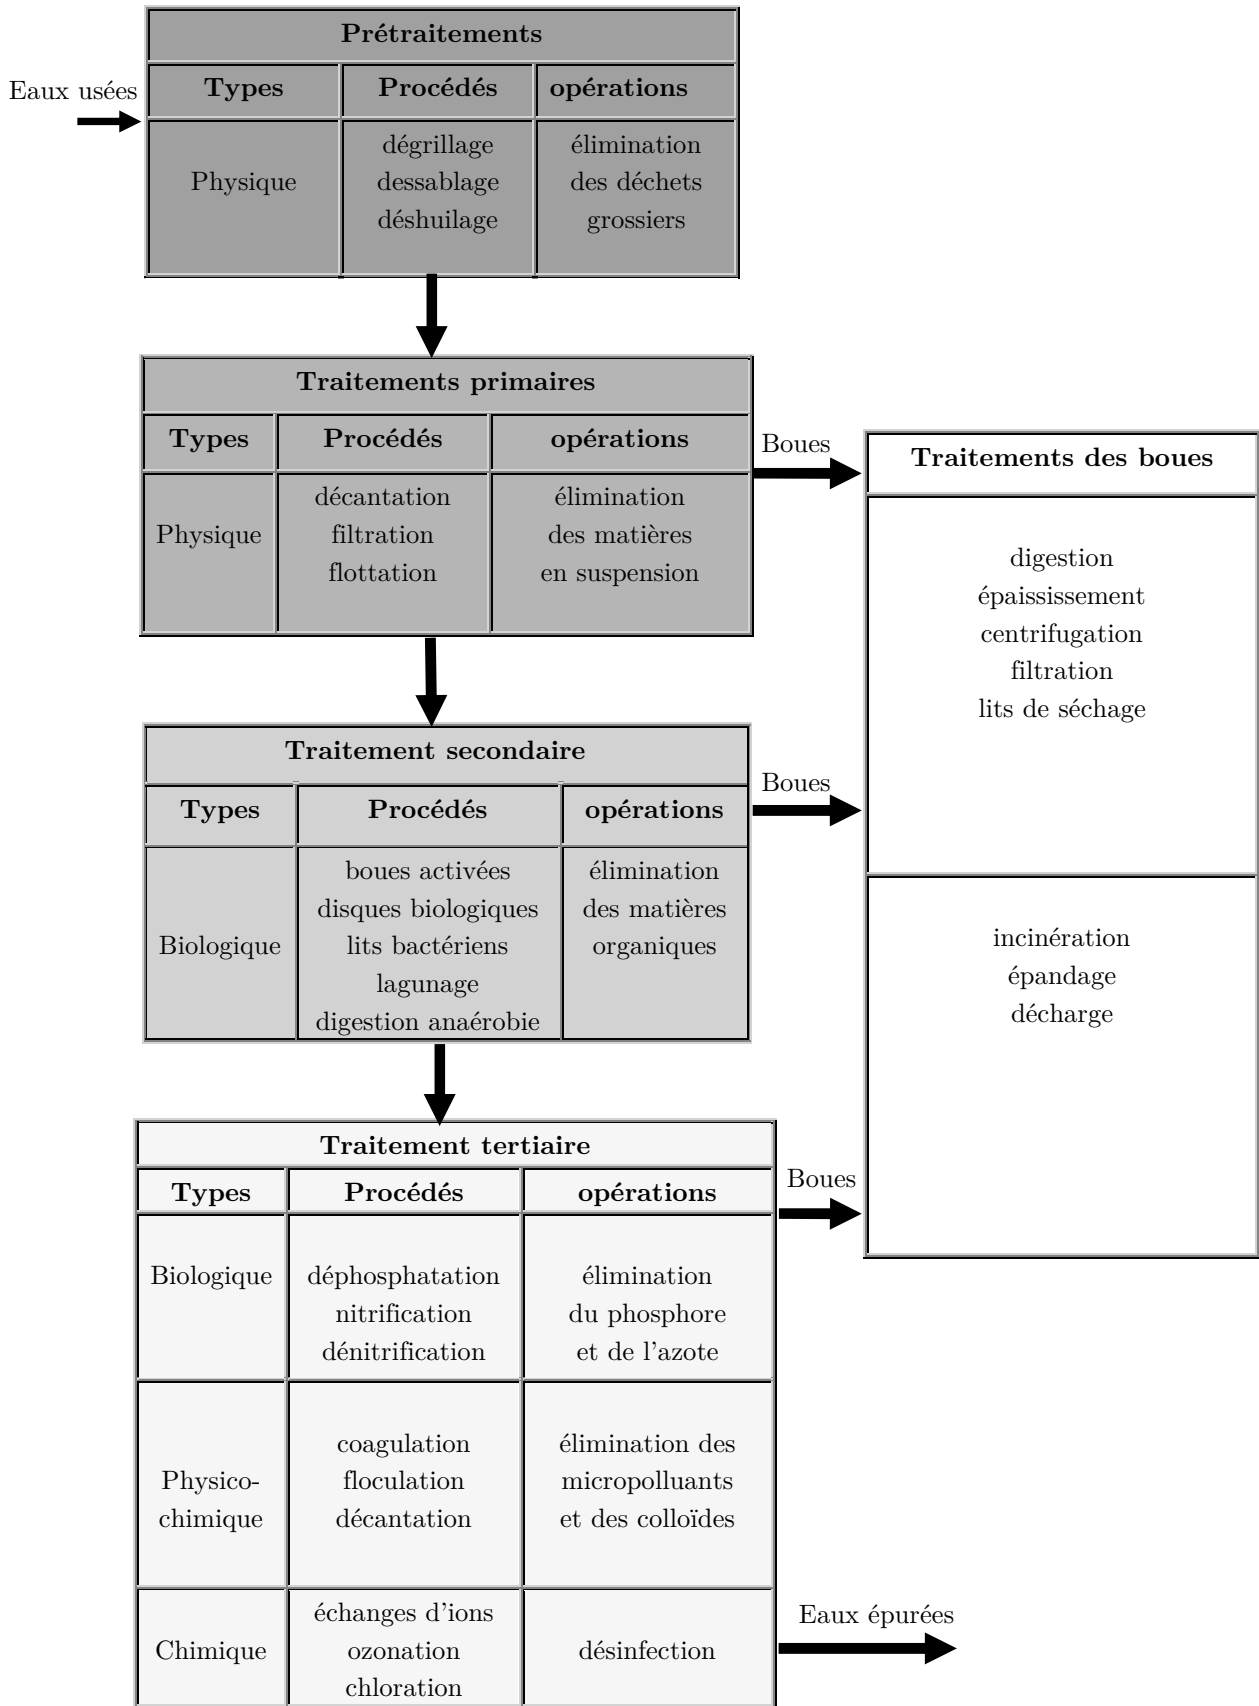 Eaux usées
Prétraitements
Types
Procédés
opérations
Physique
dégrillage
dessablage
déshuilage
élimination
des déchets
grossiers
Traitements primaires
Types
Procédés
opérations
Physique
décantation
filtration
flottation
élimination
des matières
en suspension
Boues
Traitement secondaire
Types
Procédés
opérations
Biologique
boues activées
disques biologiques
lits bactériens
lagunage
digestion anaérobie
élimination
des matières
organiques
Boues
Traitement tertiaire
Types
Procédés
opérations
Biologique
déphosphatation
nitrification
dénitrification
élimination
du phosphore
et de l'azote
Physico-
chimique
coagulation
floculation
décantation
élimination des
micropolluants
et des colloïdes
Chimique
échanges d'ions
ozonation
chloration
désinfection
Boues
Eaux épurées
Traitements des boues
digestion
épaississement
centrifugation
filtration
lits de séchage
incinération
épandage
décharge